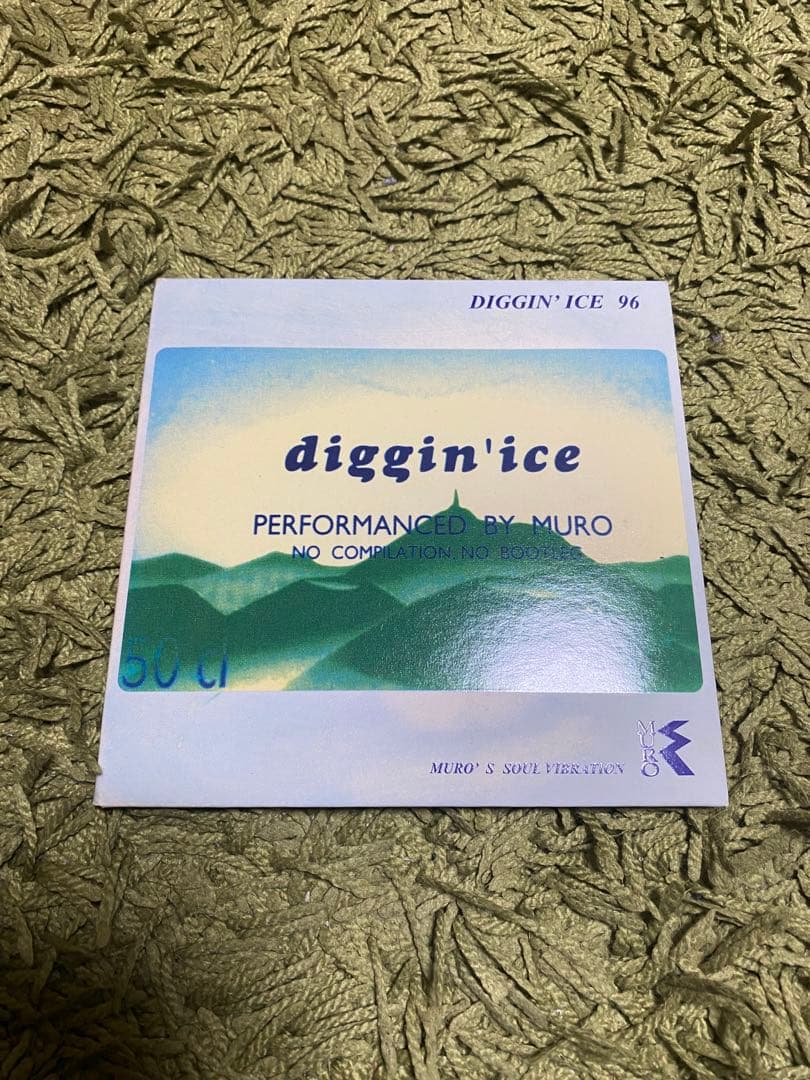 DIGGIN' ICE 96
diggin'ice
PERFORMANCED BY MURO
NO COMPILATION, NO BOOTLEG
50 cl
MURO' S SOUL VIBRATION
MURO